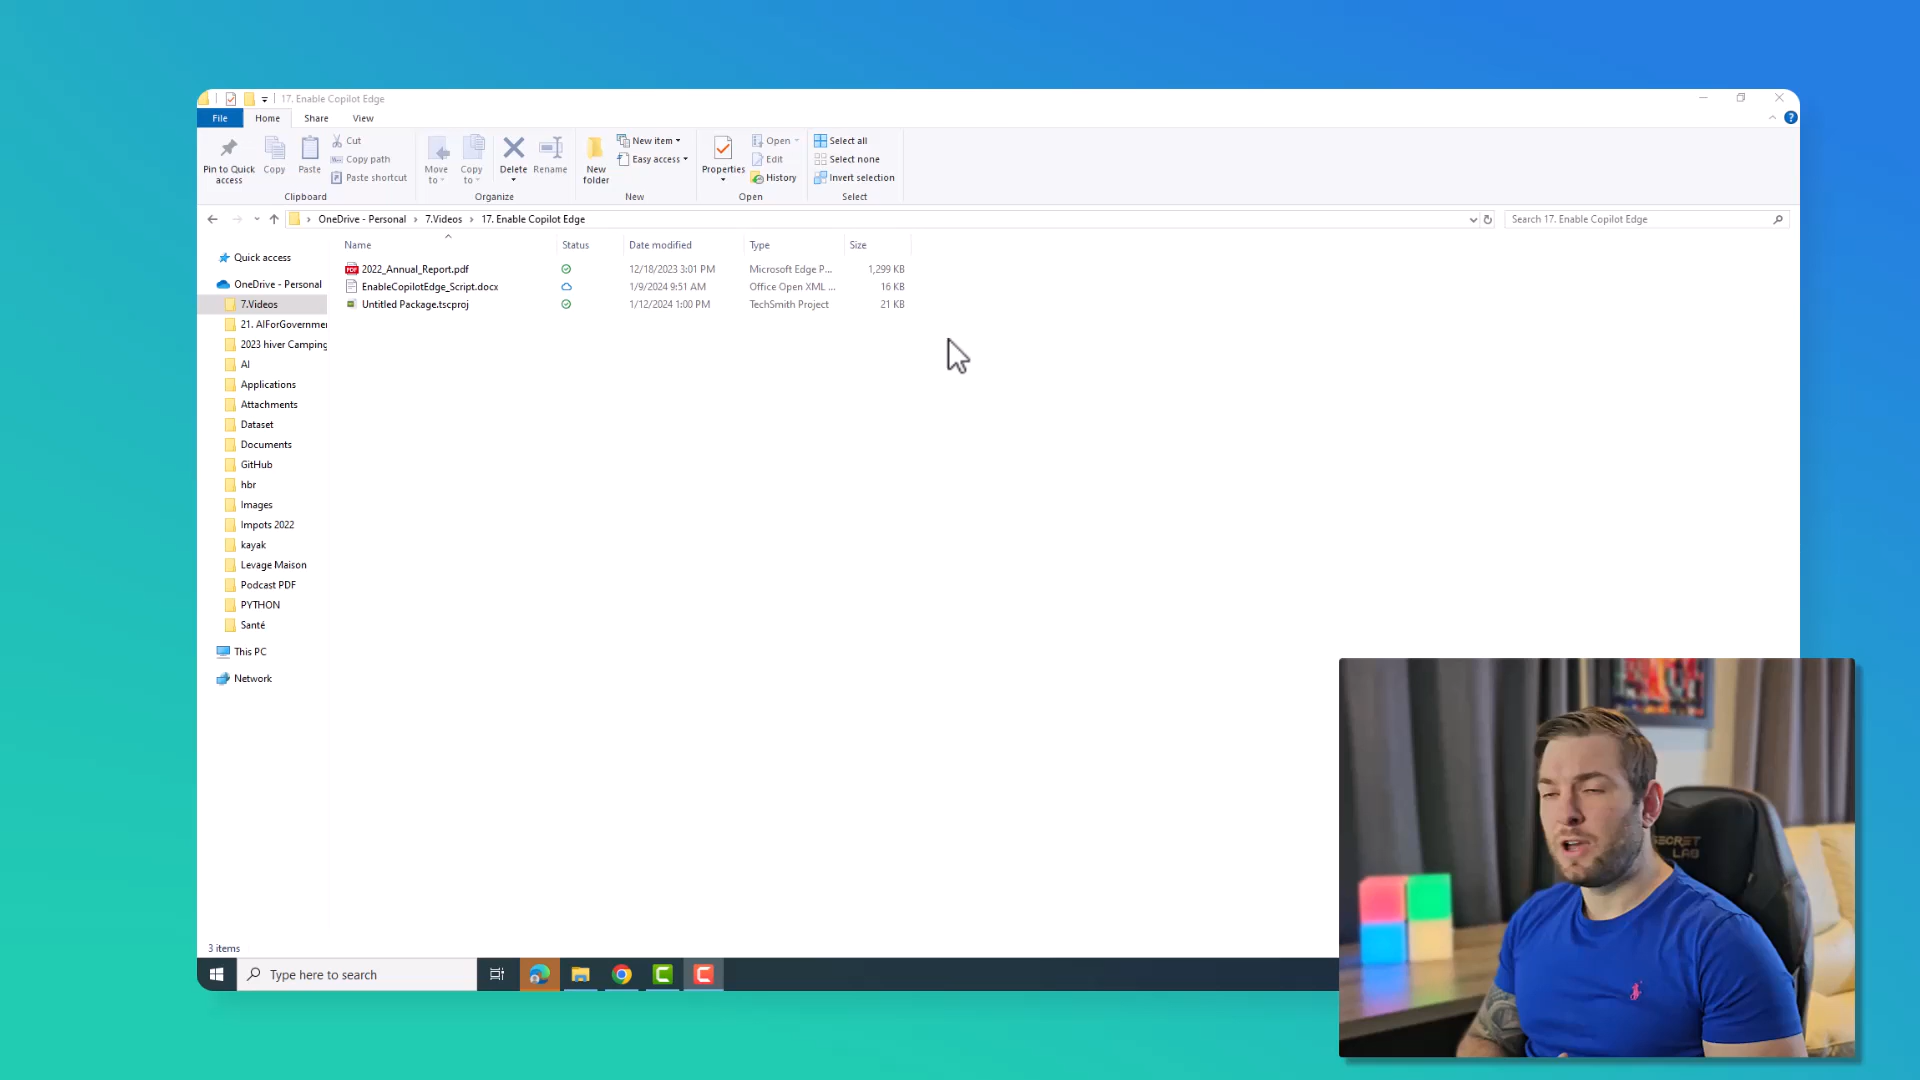 17. Enable Copilot Edge
File Home Share View
Pin to Quick access
Copy
Paste
Cut
Copy path
Paste shortcut
Clipboard
Move to
Copy to
Delete
Rename
Organize
New folder
New item
Easy access
New
Properties
Open
Edit
History
Open
Select all
Select none
Invert selection
Select
OneDrive - Personal > 7.Videos > 17. Enable Copilot Edge
Search 17. Enable Copilot Edge
Name Status Date modified Type Size
2022_Annual_Report.pdf 12/18/2023 3:01 PM Microsoft Edge P... 1,299 KB
EnableCopilotEdge_Script.docx 1/9/2024 9:51 AM Office Open XML ... 16 KB
Untitled Package.tscproj 1/12/2024 1:00 PM TechSmith Project 21 KB
Quick access
OneDrive - Personal
7.Videos
21. AIForGovernmer
2023 hiver Camping
AI
Applications
Attachments
Dataset
Documents
GitHub
hbr
Images
Impots 2022
kayak
Levage Maison
Podcast PDF
PYTHON
Santé
This PC
Network
3 items
Type here to search
SECRET
LAB